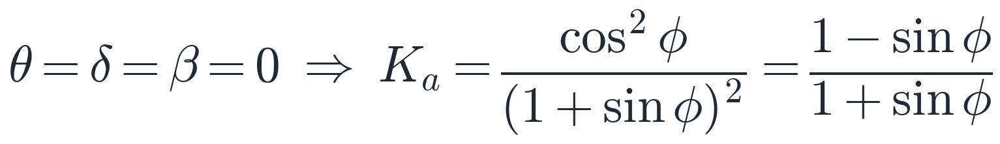 θ = δ = β = 0 ⇒ K_a = cos² ϕ / (1 + sin ϕ)² = 1 − sin ϕ / 1 + sin ϕ